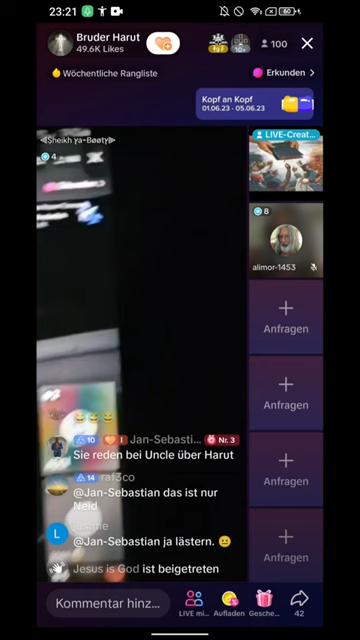 23:21
60
Bruder Harut
49.6K Likes
100
Wöchentliche Rangliste
Erkunden
Kopf an Kopf
01.06.23 - 05.06.23
LIVE-Creat...
4
8
alimor-1453
Anfragen
Anfragen
Anfragen
Anfragen
10 I Jan-Sebasti... Nr. 3
Sie reden bei Uncle über Harut
14 raf3co
@Jan-Sebastian das ist nur
Neid
L
@Jan-Sebastian ja lästern. 😐
Jesus is God ist beigetreten
Kommentar hinz...
LIVE mi...
Aufladen
Gesche...
42